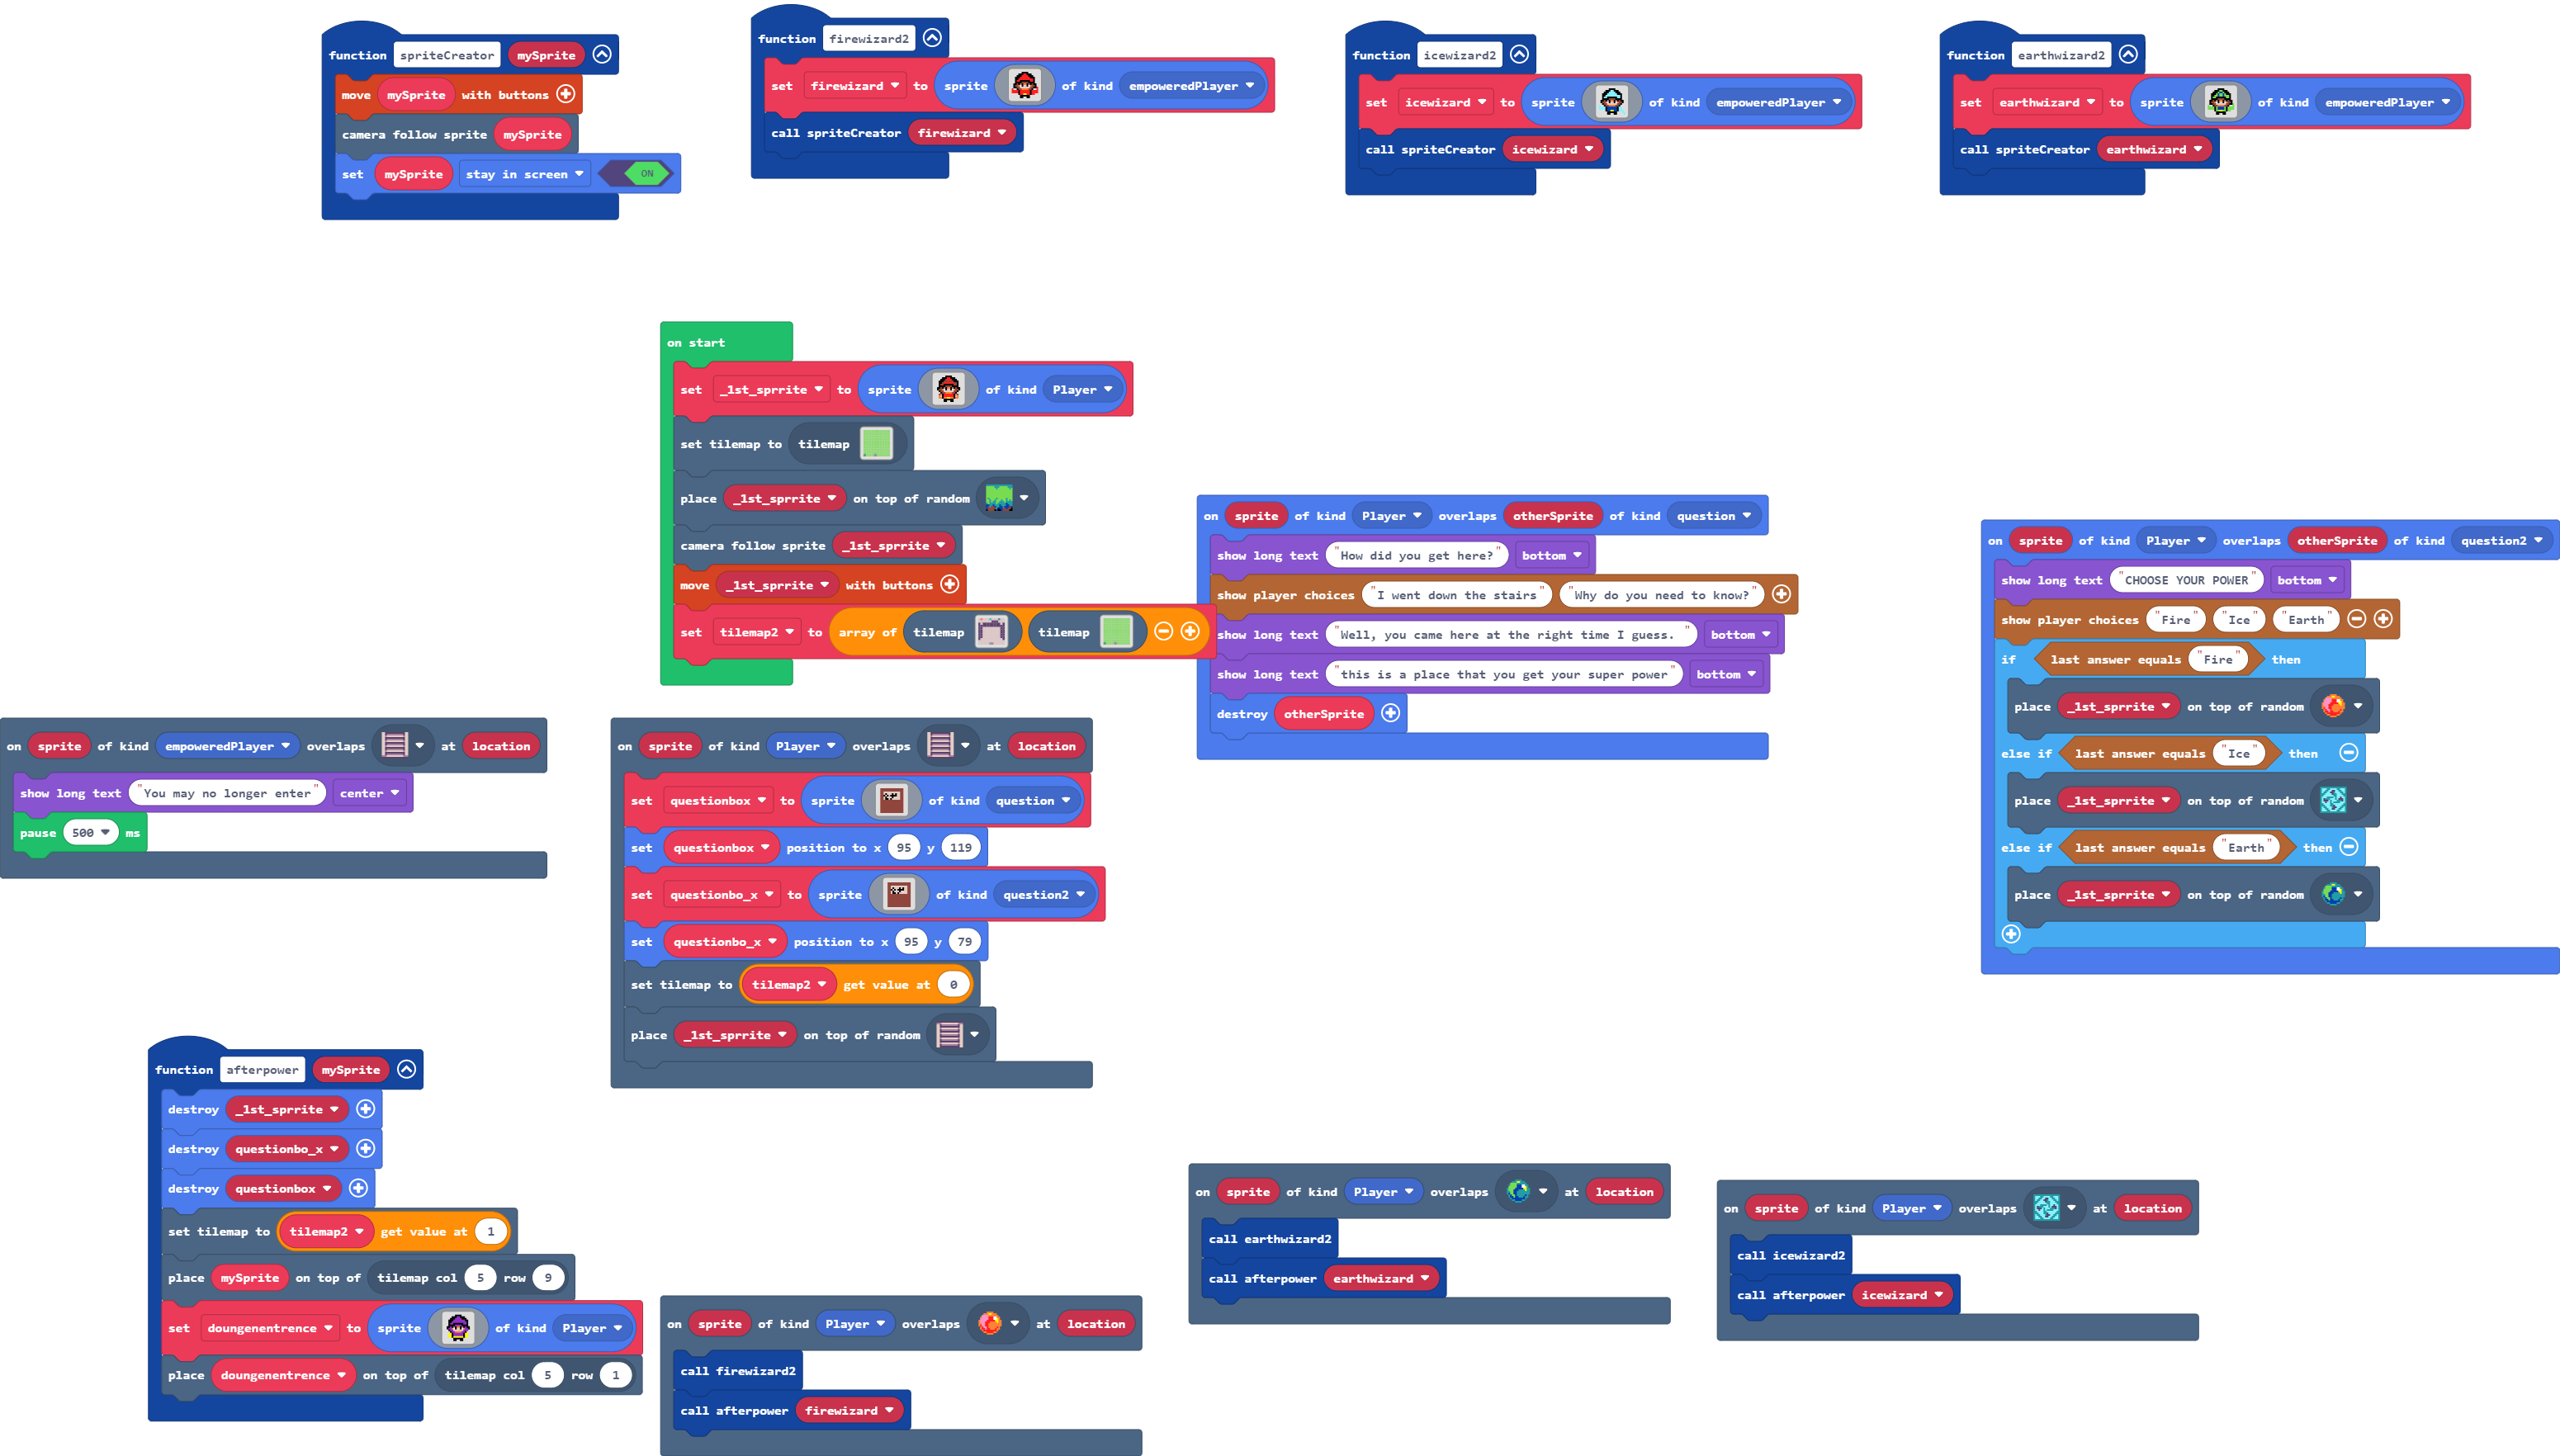 function spriteCreator mySprite
move mySprite with buttons
camera follow sprite mySprite
set mySprite stay in screen ON
function firewizard2
set firewizard to sprite of kind empoweredPlayer
call spriteCreator firewizard
function icewizard2
set icewizard to sprite of kind empoweredPlayer
call spriteCreator icewizard
function earthwizard2
set earthwizard to sprite of kind empoweredPlayer
call spriteCreator earthwizard
on start
set _1st_sprrite to sprite of kind Player
set tilemap to tilemap
place _1st_sprrite on top of random
camera follow sprite _1st_sprrite
move _1st_sprrite with buttons
set tilemap2 to array of tilemap tilemap
on sprite of kind Player overlaps otherSprite of kind question
show long text "How did you get here?" bottom
show player choices "I went down the stairs" "Why do you need to know?"
show long text "Well, you came here at the right time I guess. " bottom
show long text "this is a place that you get your super power" bottom
destroy otherSprite
on sprite of kind Player overlaps otherSprite of kind question2
show long text "CHOOSE YOUR POWER" bottom
show player choices "Fire" "Ice" "Earth"
if last answer equals "Fire" then
place _1st_sprrite on top of random
else if last answer equals "Ice" then
place _1st_sprrite on top of random
else if last answer equals "Earth" then
place _1st_sprrite on top of random
on sprite of kind empoweredPlayer overlaps at location
show long text "You may no longer enter" center
pause 500 ms
on sprite of kind Player overlaps at location
set questionbox to sprite of kind question
set questionbox position to x 95 y 119
set questionbo_x to sprite of kind question2
set questionbo_x position to x 95 y 79
set tilemap to tilemap2 get value at 0
place _1st_sprrite on top of random
function afterpower mySprite
destroy _1st_sprrite
destroy questionbo_x
destroy questionbox
set tilemap to tilemap2 get value at 1
place mySprite on top of tilemap col 5 row 9
set doungenentrence to sprite of kind Player
place doungenentrence on top of tilemap col 5 row 1
on sprite of kind Player overlaps at location
call firewizard2
call afterpower firewizard
on sprite of kind Player overlaps at location
call earthwizard2
call afterpower earthwizard
on sprite of kind Player overlaps at location
call icewizard2
call afterpower icewizard